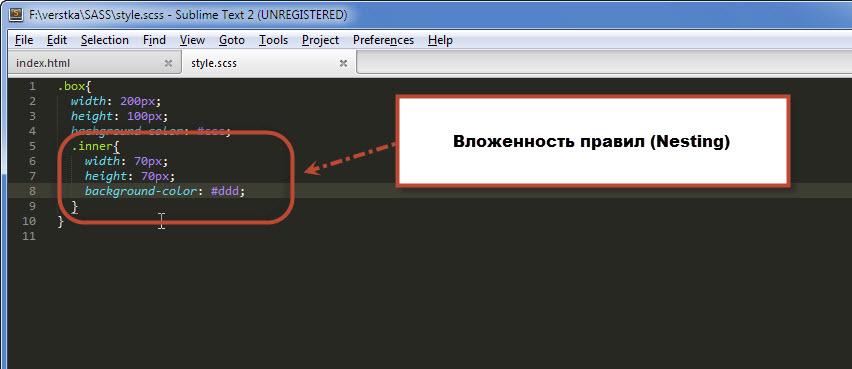 F:\verstka\SASS\style.scss - Sublime Text 2 (UNREGISTERED)
File Edit Selection Find View Goto Tools Project Preferences Help
index.html style.scss
1 .box{
2 width: 200px;
3 height: 100px;
4 background-color: #ccc;
5 .inner{
6 width: 70px;
7 height: 70px;
8 background-color: #ddd;
9 }
10 }
11
Вложенность правил (Nesting)